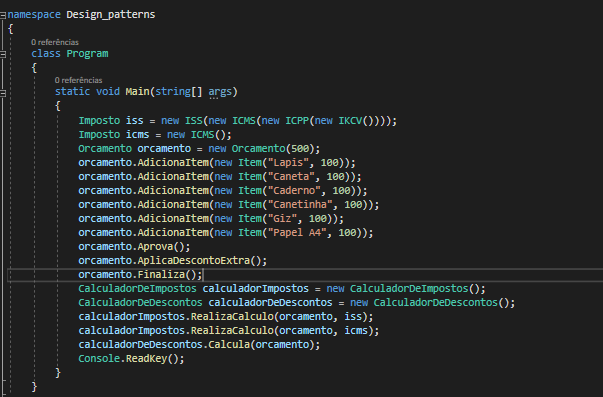 namespace Design_patterns
{
0 referências
class Program
{
0 referências
static void Main(string[] args)
{
Imposto iss = new ISS(new ICMS(new ICPP(new IKCV())));
Imposto icms = new ICMS();
Orcamento orcamento = new Orcamento(500);
orcamento.AdicionaItem(new Item("Lapis", 100));
orcamento.AdicionaItem(new Item("Caneta", 100));
orcamento.AdicionaItem(new Item("Caderno", 100));
orcamento.AdicionaItem(new Item("Canetinha", 100));
orcamento.AdicionaItem(new Item("Giz", 100));
orcamento.AdicionaItem(new Item("Papel A4", 100));
orcamento.Aprova();
orcamento.AplicaDescontoExtra();
orcamento.Finaliza();
CalculadorDeImpostos calculadorImpostos = new CalculadorDeImpostos();
CalculadorDeDescontos calculadorDeDescontos = new CalculadorDeDescontos();
calculadorImpostos.RealizaCalculo(orcamento, iss);
calculadorImpostos.RealizaCalculo(orcamento, icms);
calculadorDeDescontos.Calcula(orcamento);
Console.ReadKey();
}
}